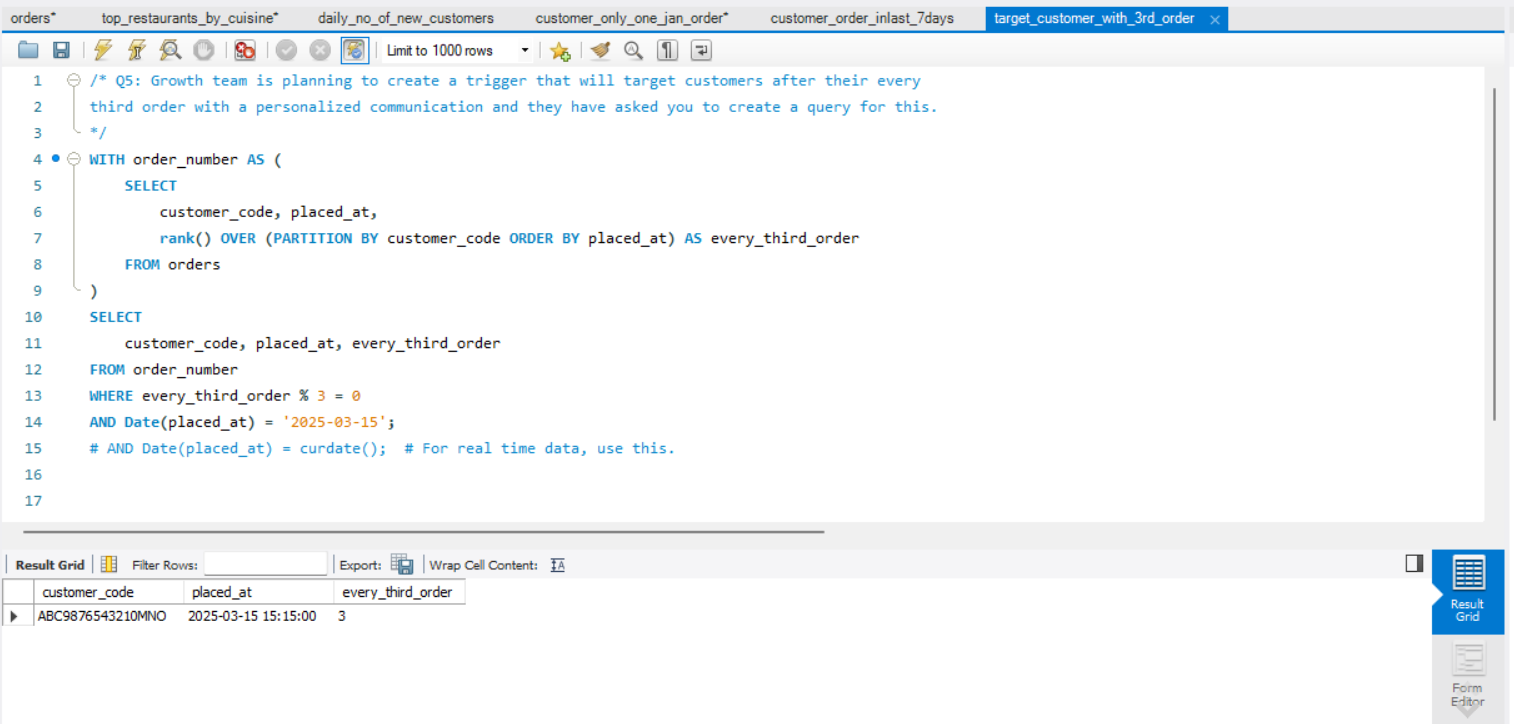 orders* top_restaurants_by_cuisine* daily_no_of_new_customers customer_only_one_jan_order* customer_order_inlast_7days target_customer_with_3rd_order ×
Limit to 1000 rows
1 /* Q5: Growth team is planning to create a trigger that will target customers after their every
2 third order with a personalized communication and they have asked you to create a query for this.
3 */
4 WITH order_number AS (
5 SELECT
6 customer_code, placed_at,
7 rank() OVER (PARTITION BY customer_code ORDER BY placed_at) AS every_third_order
8 FROM orders
9 )
10 SELECT
11 customer_code, placed_at, every_third_order
12 FROM order_number
13 WHERE every_third_order % 3 = 0
14 AND Date(placed_at) = '2025-03-15';
15 # AND Date(placed_at) = curdate();  # For real time data, use this.
16
17
Result Grid Filter Rows: Export: Wrap Cell Content: IA
customer_code placed_at every_third_order
ABC9876543210MNO 2025-03-15 15:15:00 3
Result
Grid
Form
Editor